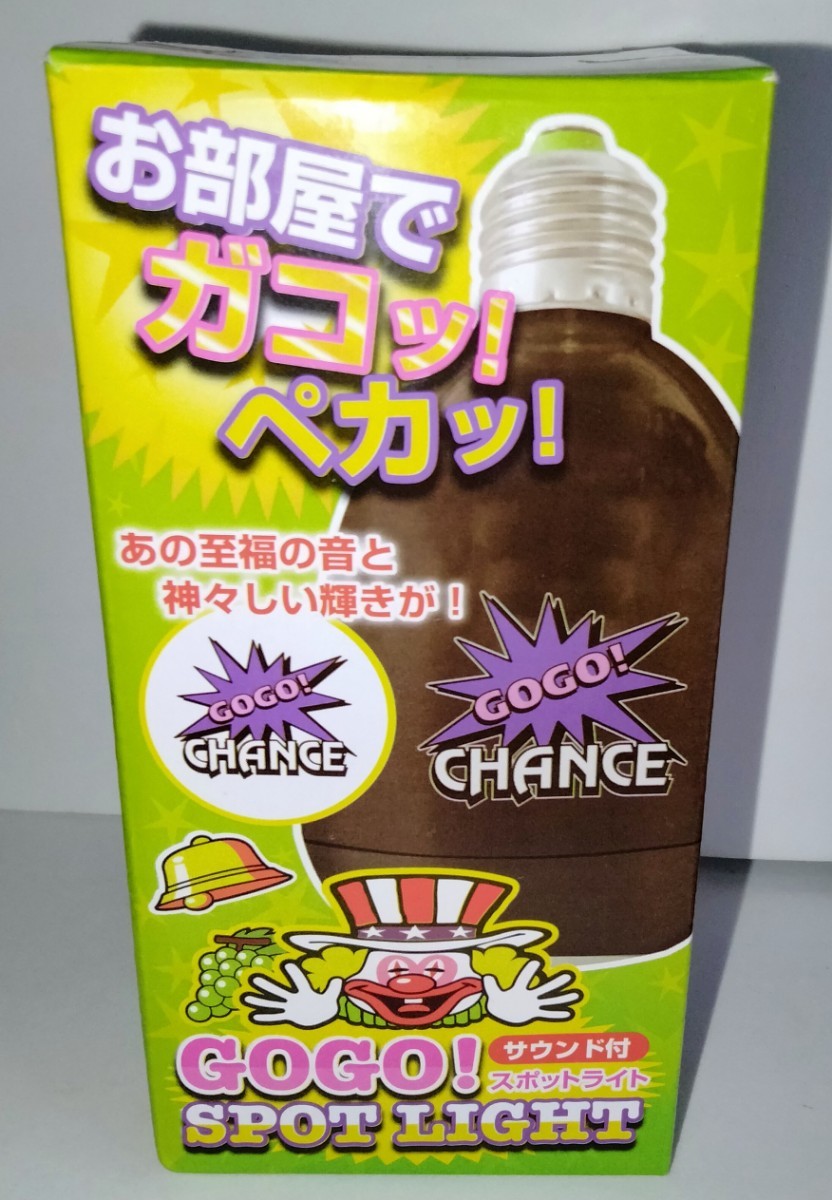 お部屋で
ガコッ!
ペカッ!
あの至福の音と
神々しい輝きが!
GOGO!
CHANCE
GOGO!
CHANCE
GOGO!
サウンド付
スポットライト
SPOT LIGHT